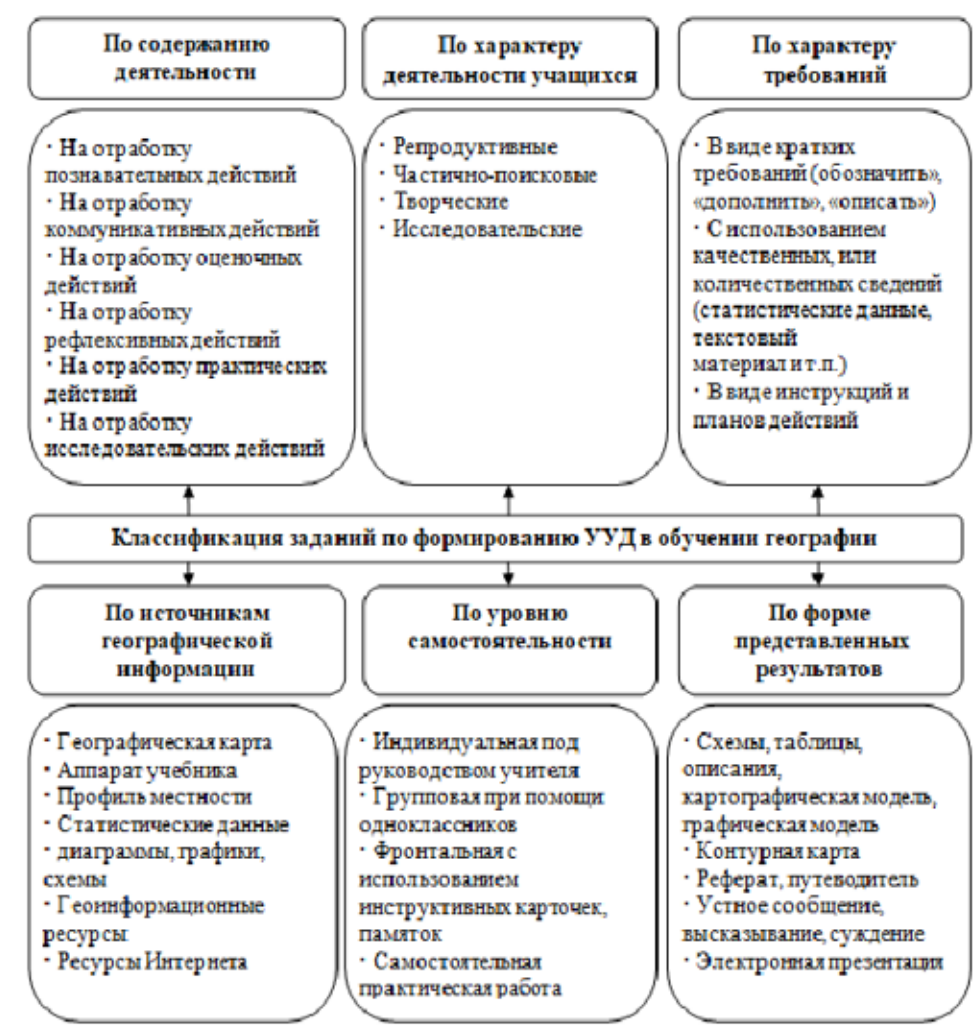 По содержанию
деятельности
· На отработку
познавательных действий
· На отработку
коммуникативных действий
· На отработку оценочных
действий
· На отработку
рефлексивных действий
· На отработку практических
действий
· На отработку
исследовательских действий
По характеру
деятельности учащихся
· Репродуктивные
· Частично-поисковые
· Творческие
· Исследовательские
По характеру
требований
· В виде кратких
требований (обозначить»,
«дополнить», «описать»)
· С использованием
качественных, или
количественных сведений
(статистические данные,
текстовый
материал и т.п.)
· В виде инструкций и
планов действий
Классификация заданий по формированию УУД в обучении географии
По источникам
географической
информации
· Географическая карта
· Аппарат учебника
· Профиль местности
· Статистические данные
· диаграммы, графики,
схемы
· Геоинформационные
ресурсы
· Ресурсы Интернета
По уровню
самостоятельности
· Индивидуальная под
руководством учителя
· Групповая при помощи
одноклассников
· Фронтальная с
использованием
инструктивных карточек,
памяток
· Самостоятельная
практическая работа
По форме
представленных
результатов
· Схемы, таблицы,
описания,
картографическая модель,
графическая модель
· Контурная карта
· Реферат, путеводитель
· Устное сообщение,
высказывание, суждение
· Электронная презентация